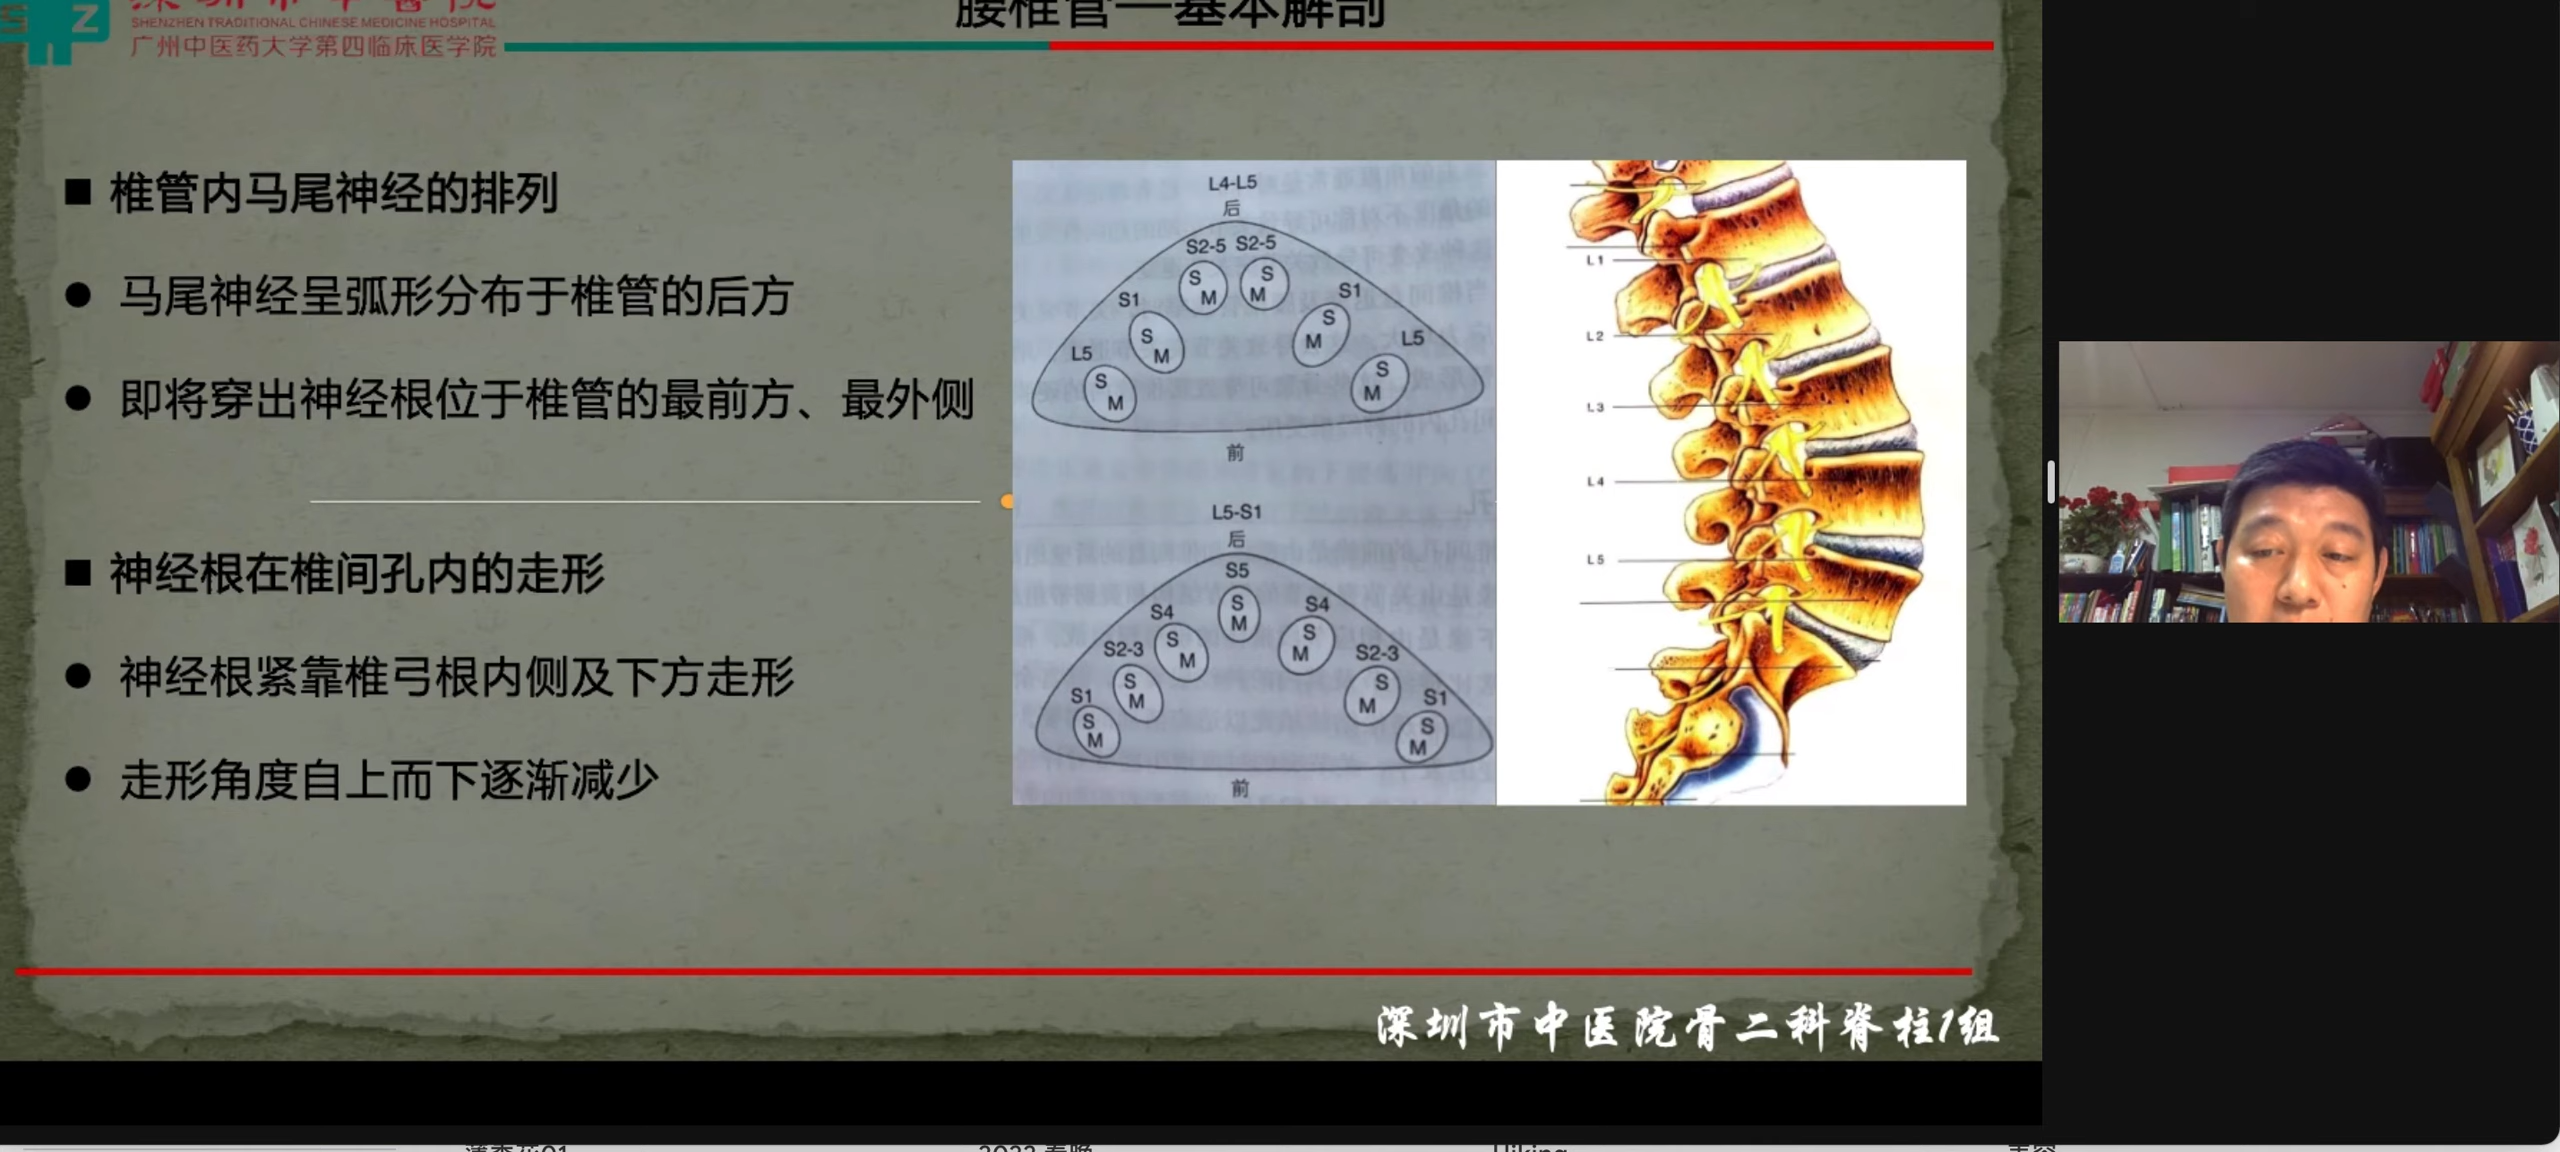 SHENZHEN TRADITIONAL CHINESE MEDICINE HOSPITAL
广州中医药大学第四临床医学院
腰椎管—基本解剖
■ 椎管内马尾神经的排列
● 马尾神经呈弧形分布于椎管的后方
● 即将穿出神经根位于椎管的最前方、最外侧
■ 神经根在椎间孔内的走形
● 神经根紧靠椎弓根内侧及下方走形
● 走形角度自上而下逐渐减少
L4-L5
后
S2-5 S2-5
S M S M
S1 S1
S M S M
L5 L5
S M S M
前
L5-S1
后
S5
S M
S4 S4
S M S M
S2-3 S2-3
S M S M
S1 S1
S M S M
前
L1
L2
L3
L4
L5
深圳市中医院骨二科脊柱1组